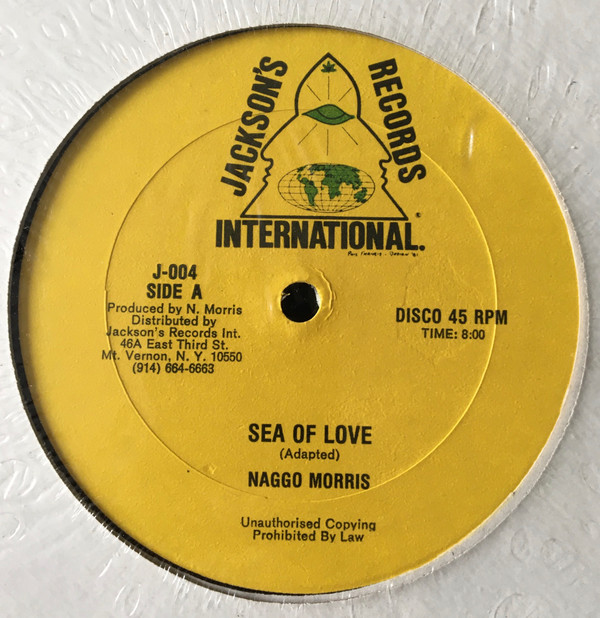 JACKSON'S RECORDS
INTERNATIONAL.
®
J-004
SIDE A
Produced by N. Morris
Distributed by
Jackson's Records Int.
46A East Third St.
Mt. Vernon, N. Y. 10550
(914) 664-6663
DISCO 45 RPM
TIME: 8:00
SEA OF LOVE
(Adapted)
NAGGO MORRIS
Unauthorised Copying
Prohibited By Law